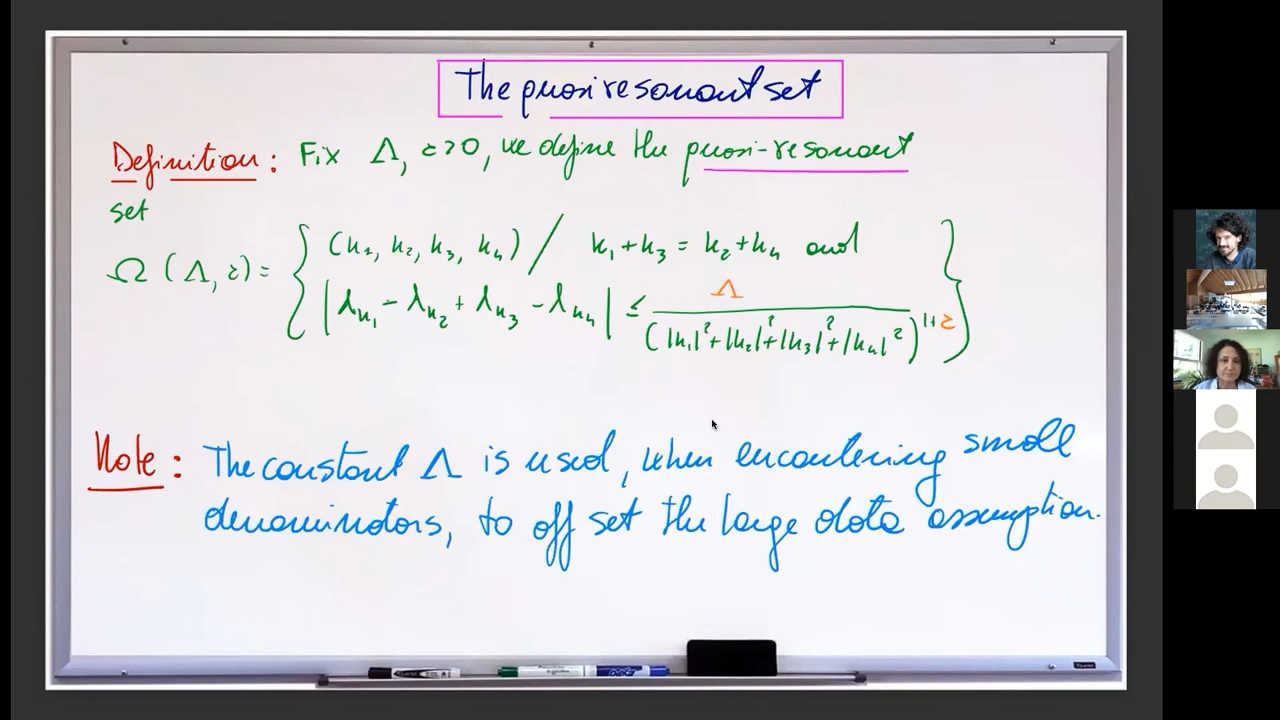 The quasi resonant set
Definition: Fix Λ, ε>0, we define the quasi-resonant
set
Ω (Λ, ε) = { (k₁, k₂, k₃, k₄) / k₁ + k₃ = k₂ + k₄ and
|λ_k₁ - λ_k₂ + λ_k₃ - λ_k₄| ≤ Λ / (|k₁|² + |k₂|² + |k₃|² + |k₄|²)^(1+ε) }
Note: The constant Λ is used, when encountering small
denominators, to off set the large data assumption.